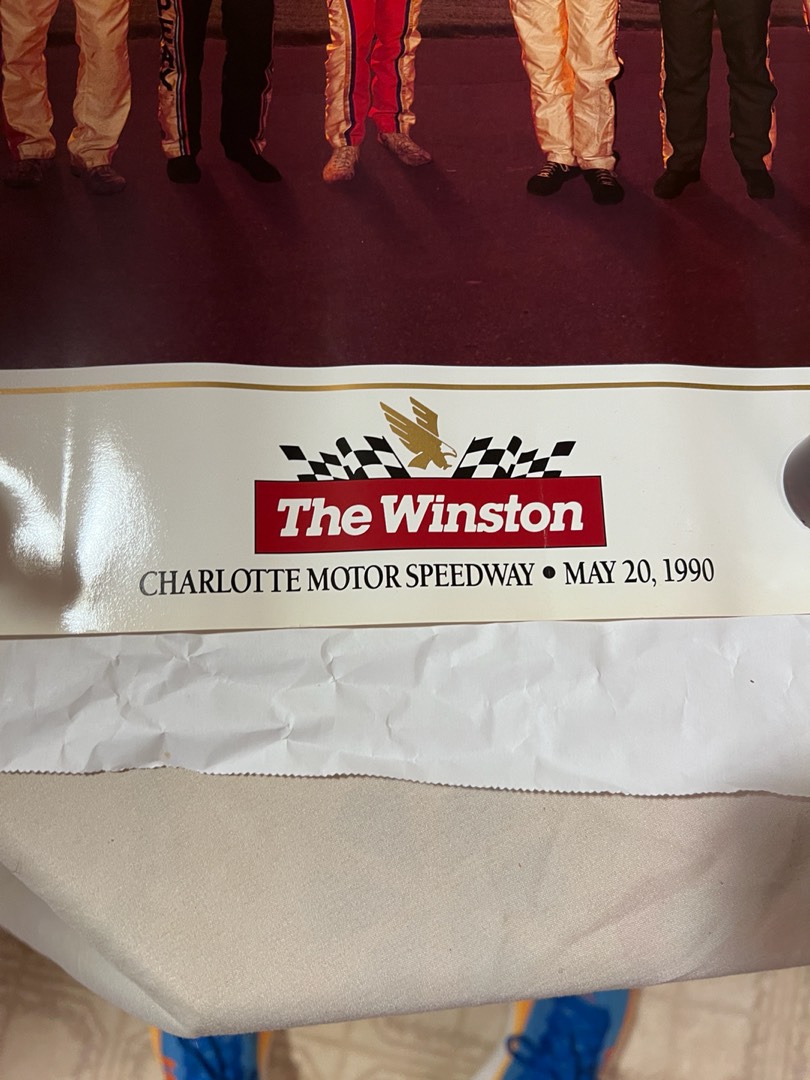 The Winston
CHARLOTTE MOTOR SPEEDWAY • MAY 20, 1990